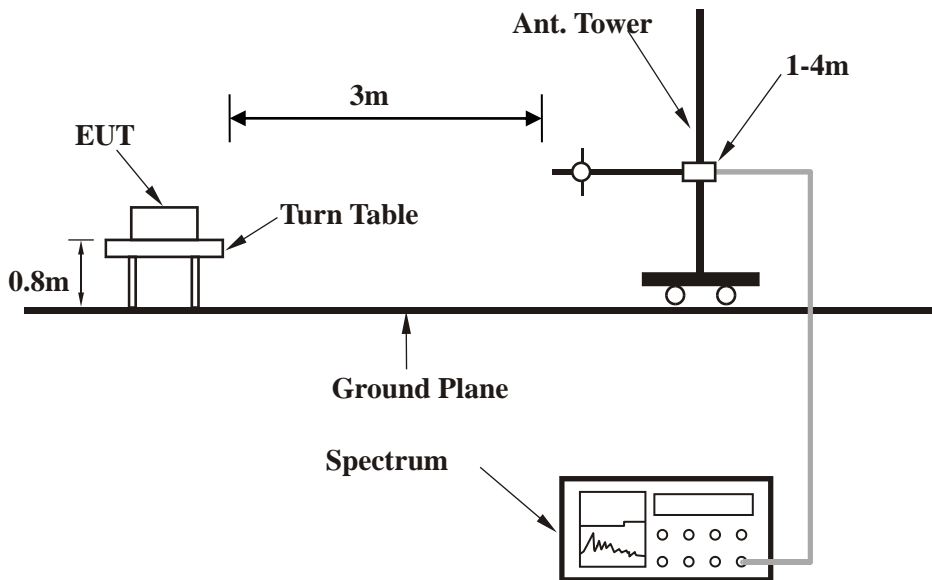 Ant. Tower
1-4m
3m
EUT
Turn Table
0.8m
Ground Plane
Spectrum